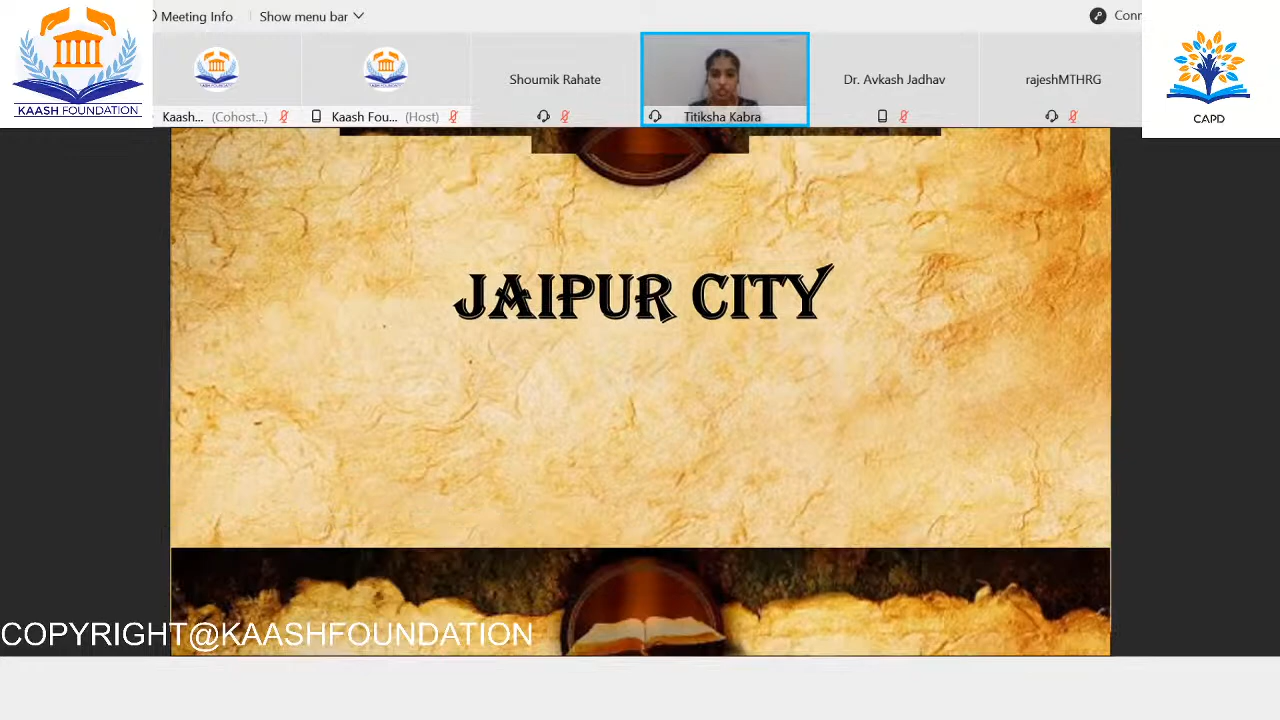 Meeting Info
Show menu bar
Conn
KAASH FOUNDATION
Kaash... (Cohost...)
Kaash Fou... (Host)
Shoumik Rahate
Titiksha Kabra
Dr. Avkash Jadhav
rajeshMTHRG
CAPD
JAIPUR CITY
COPYRIGHT@KAASHFOUNDATION